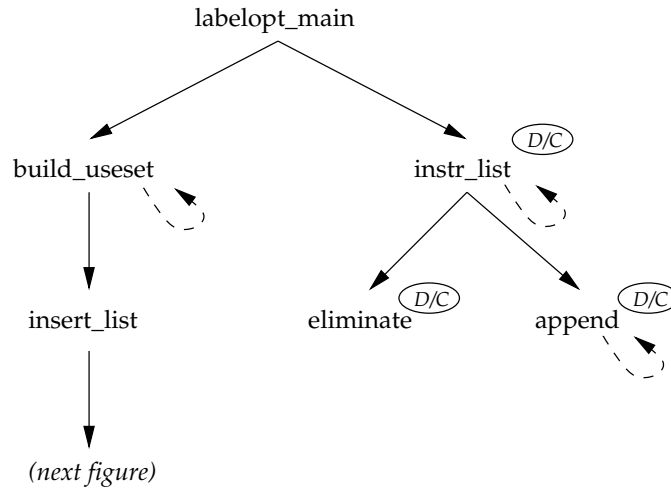 labelopt_main
D/C
build_useset
instr_list
D/C
D/C
insert_list
eliminate
append
(next figure)